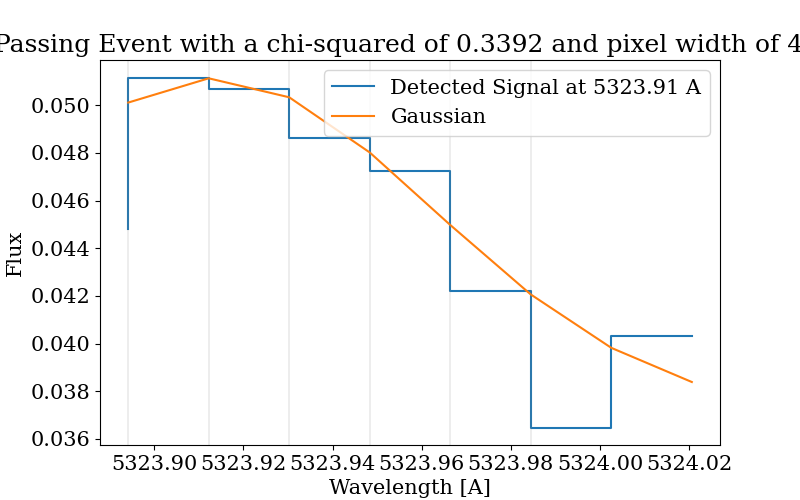 Passing Event with a chi-squared of 0.3392 and pixel width of 4
Detected Signal at 5323.91 A
Gaussian
Flux
0.050
0.048
0.046
0.044
0.042
0.040
0.038
0.036
5323.90 5323.92 5323.94 5323.96 5323.98 5324.00 5324.02
Wavelength [A]